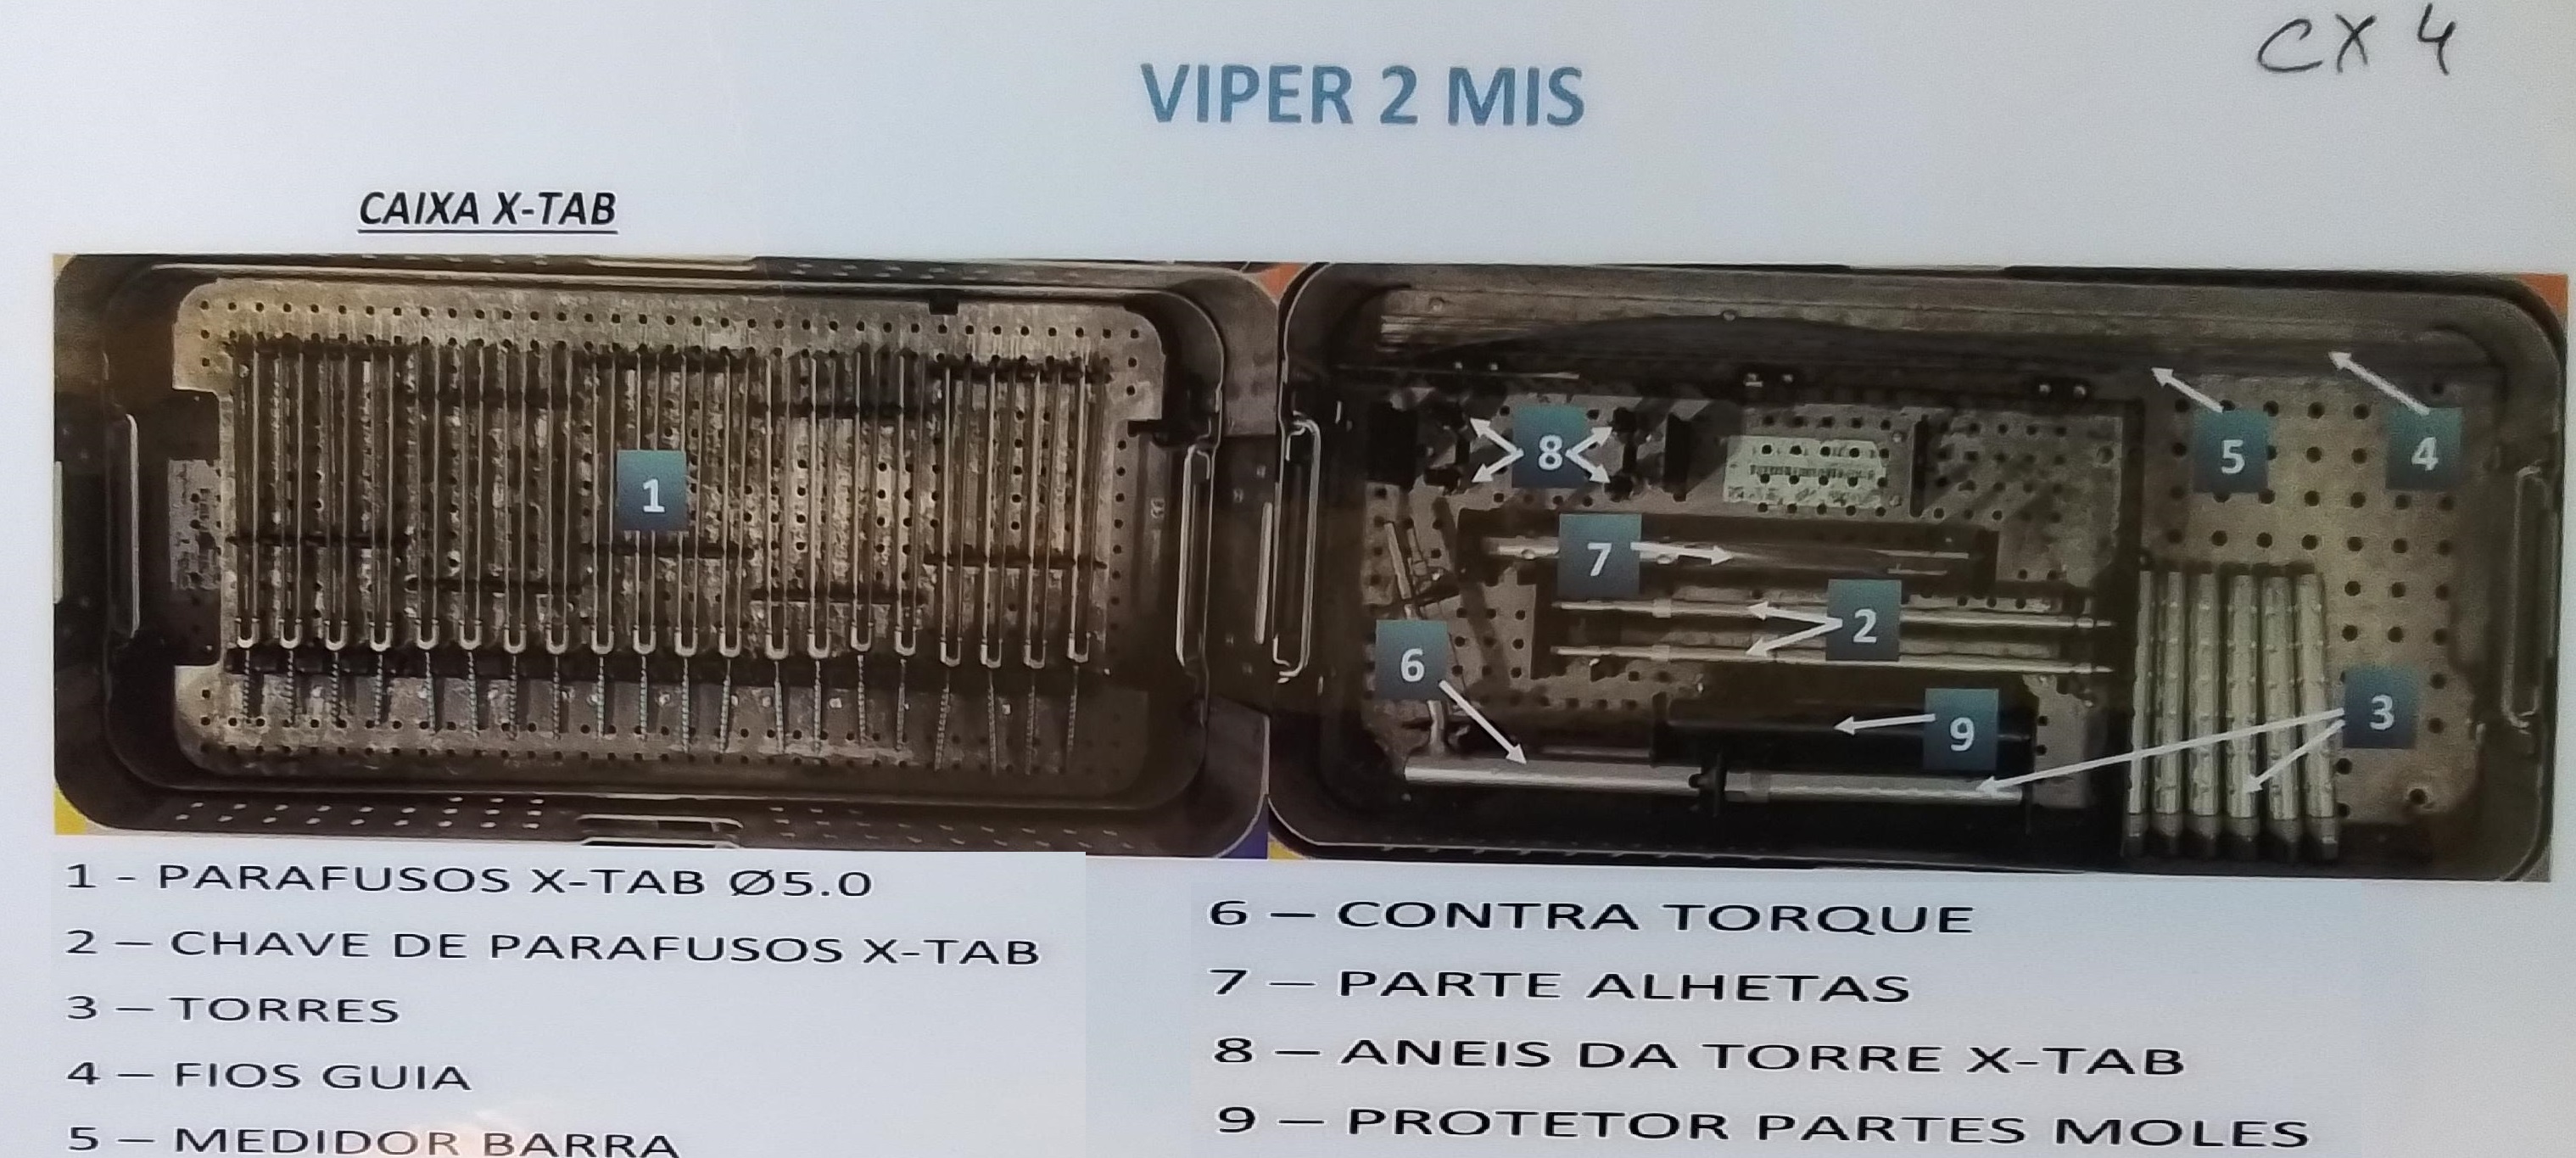 CX 4
VIPER 2 MIS
CAIXA X-TAB
1
8
5
4
7
2
6
9
3
1 - PARAFUSOS X-TAB Ø5.0
2 – CHAVE DE PARAFUSOS X-TAB
3 – TORRES
4 – FIOS GUIA
5 – MEDIDOR BARRA
6 – CONTRA TORQUE
7 – PARTE ALHETAS
8 – ANEIS DA TORRE X-TAB
9 – PROTETOR PARTES MOLES